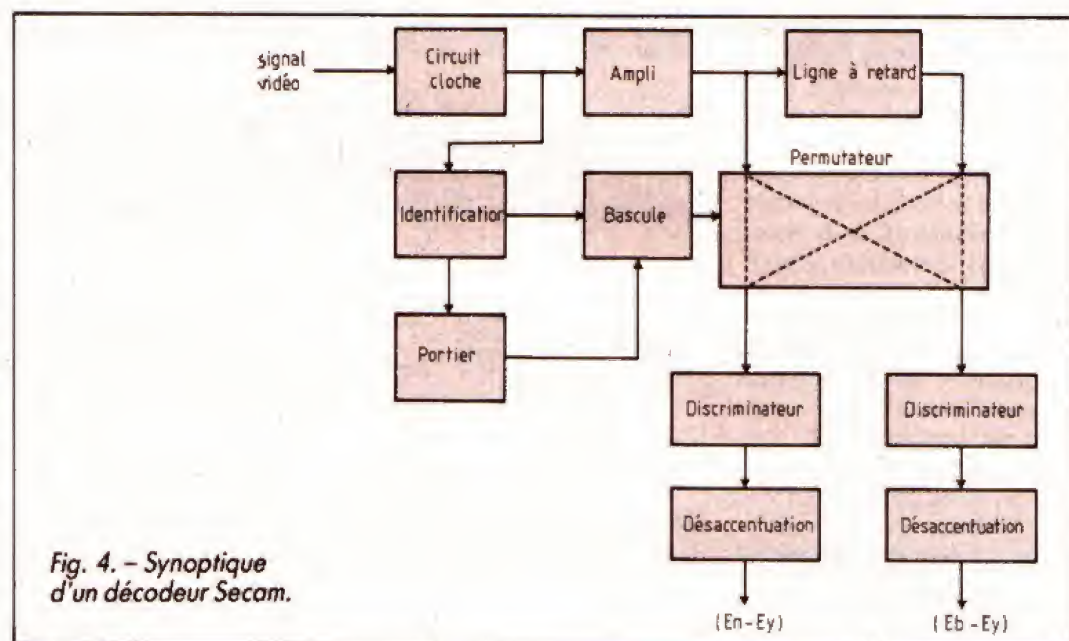 signal
vidéo
Circuit
cloche
Ampli
Ligne à retard
Permutateur
Identification
Bascule
Portier
Discriminateur
Discriminateur
Désaccentuation
Désaccentuation
(En-Ey)
(Eb-Ey)
Fig. 4. – Synoptique
d'un décodeur Secam.